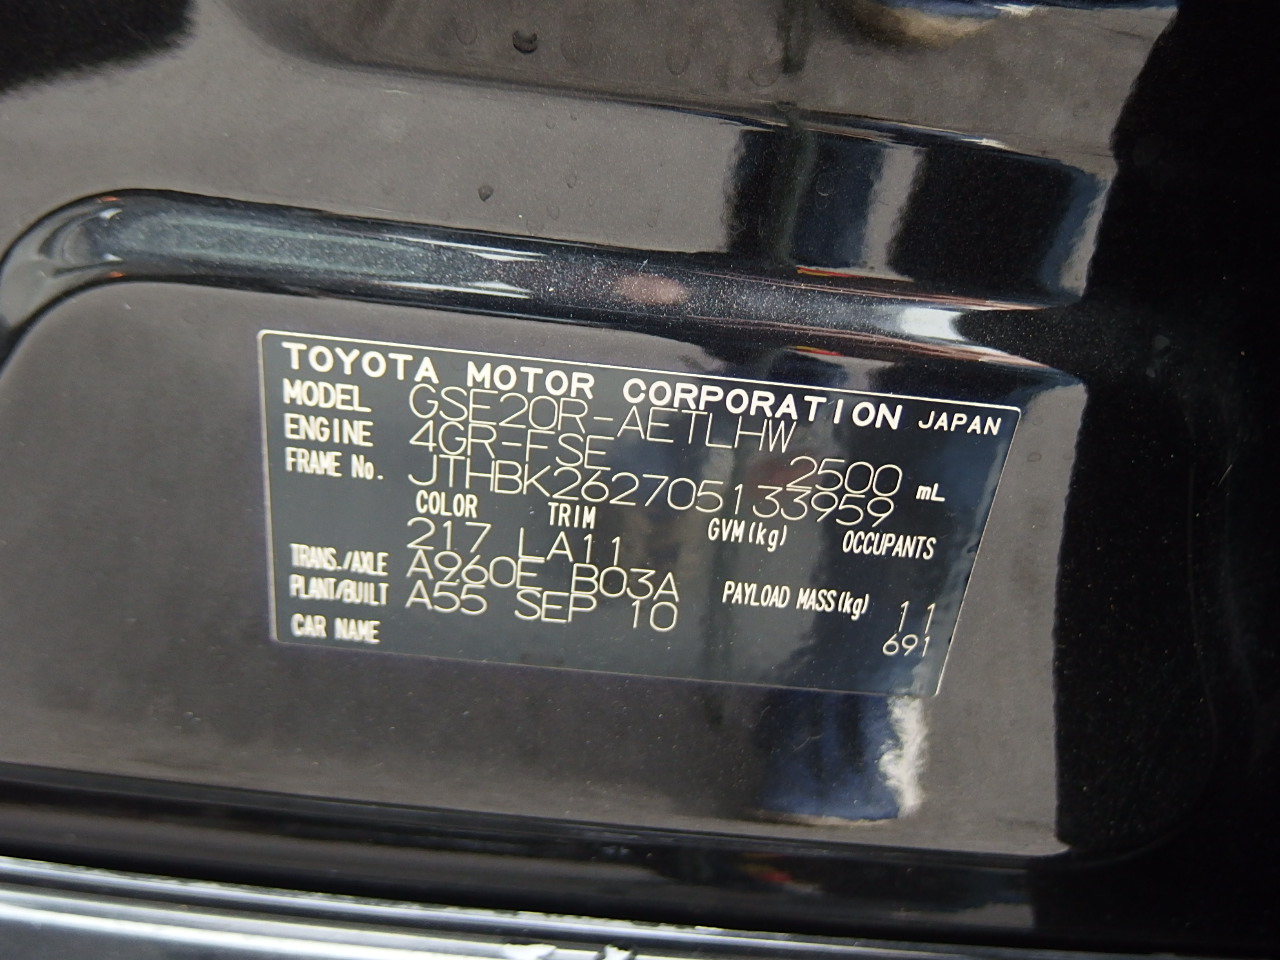 TOYOTA MOTOR CORPORATION JAPAN
MODEL GSE20R-AETLHW
ENGINE 4GR-FSE 2500 mL
FRAME No. JTHBK262705133959
COLOR TRIM GVM(kg) OCCUPANTS
217 LA11
TRANS./AXLE A960E B03A PAYLOAD MASS(kg) 11
PLANT/BUILT A55 SEP 10 691
CAR NAME